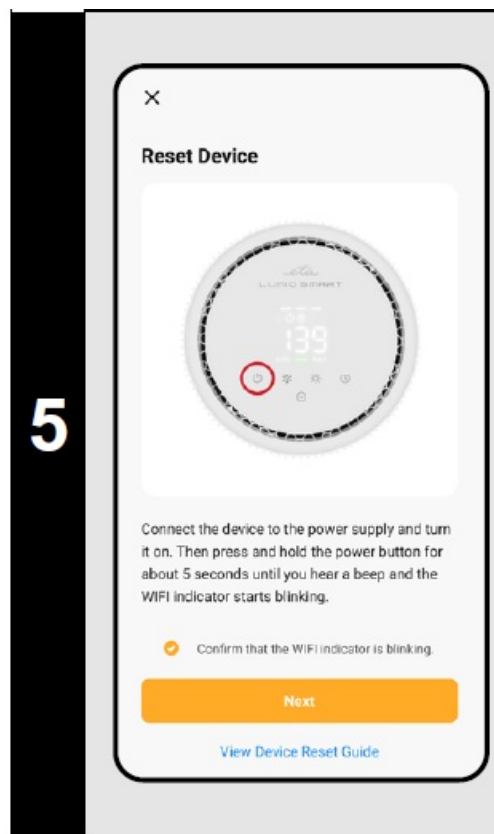 5
Reset Device
eta
LUNIO SMART
139
Connect the device to the power supply and turn
it on. Then press and hold the power button for
about 5 seconds until you hear a beep and the
WIFI indicator starts blinking.
Confirm that the WIFI indicator is blinking.
Next
View Device Reset Guide